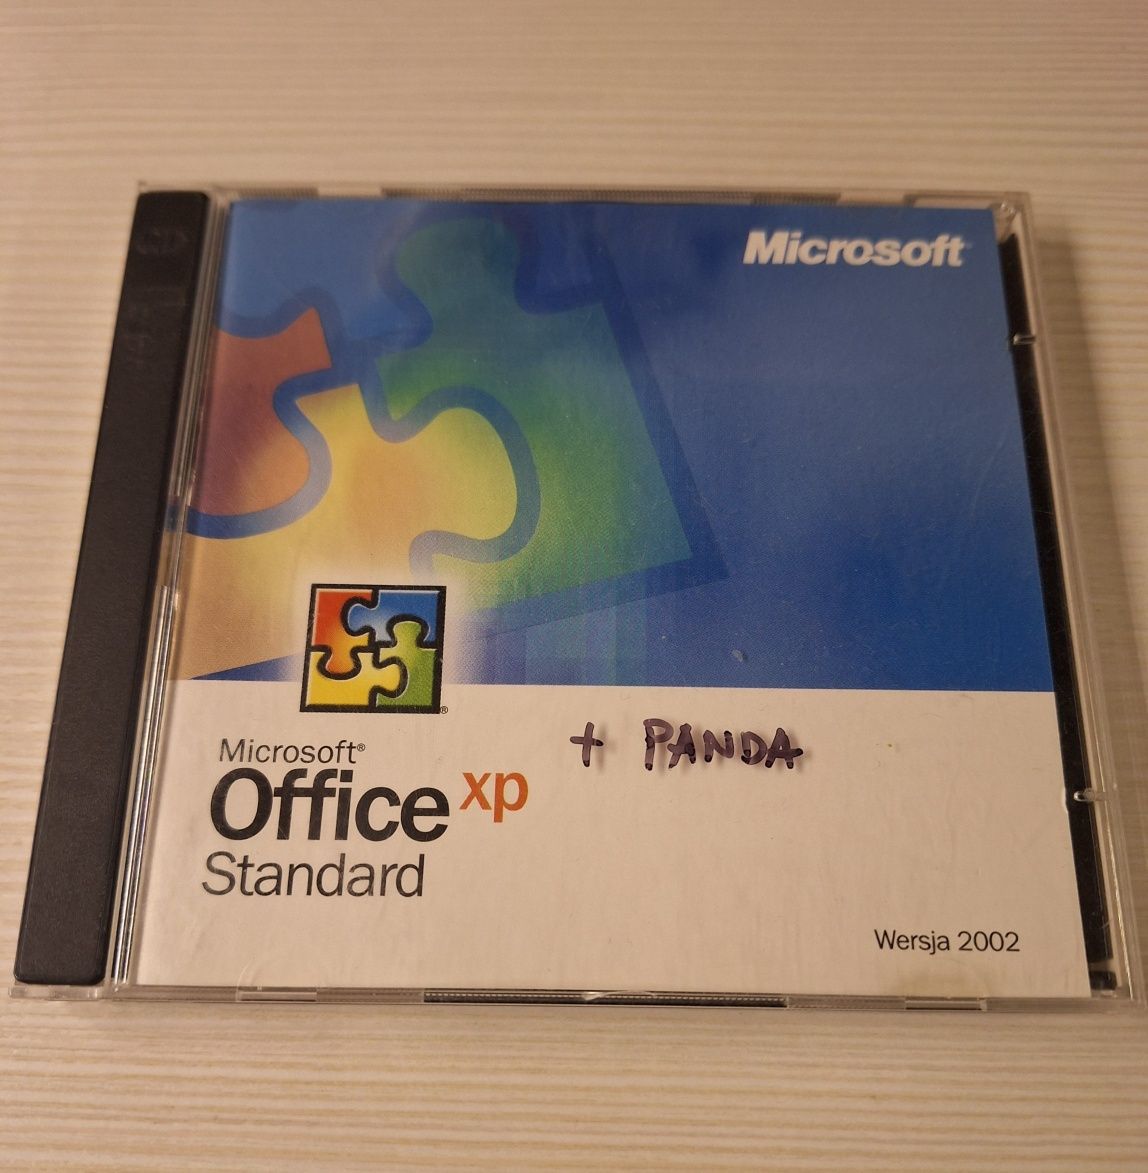 Microsoft
Microsoft®
Office xp
+ PANDA
Standard
Wersja 2002